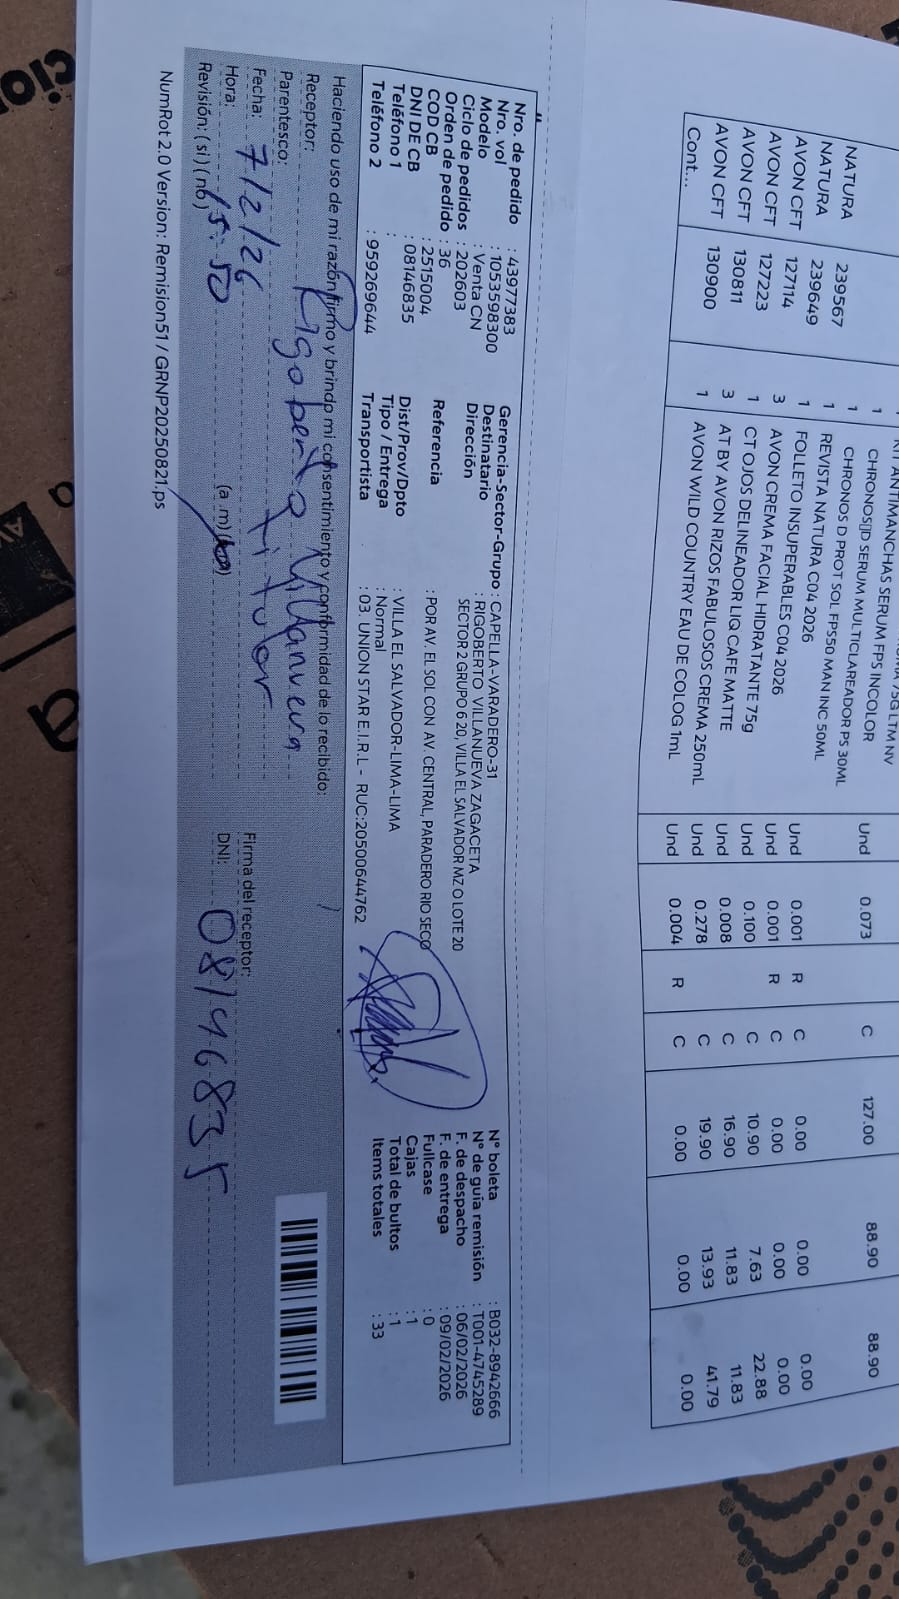 KIT ANTIMANCHAS SERUM FPS INCOLOR
1 CHRONOS D SERUM MULTICLAREADOR PS 30ML Und 0.073 C 127.00 88.90 88.90
NATURA 239567 1 CHRONOS D PROT SOL FPS50 MAN INC 50ML
NATURA 239649 1 REVISTA NATURA C04 2026 Und 0.001 R C 0.00 0.00 0.00
AVON CFT 127114 1 FOLLETO INSUPERABLES C04 2026 Und 0.001 R C 0.00 0.00 0.00
AVON CFT 127223 3 AVON CREMA FACIAL HIDRATANTE 75g Und 0.100 C 10.90 7.63 22.88
AVON CFT 130811 1 CT OJOS DELINEADOR LIQ CAFE MATTE Und 0.008 C 16.90 11.83 11.83
AVON CFT 130900 3 AT BY AVON RIZOS FABULOSOS CREMA 250mL Und 0.278 C 19.90 13.93 41.79
Cont... 1 AVON WILD COUNTRY EAU DE COLOG 1mL Und 0.004 R C 0.00 0.00 0.00
Nro. de pedido : 43977383 Gerencia-Sector-Grupo : CAPELLA-VARADERO-31 N° boleta : B032-8942666
Nro. vol : 1053598300 Destinatario : RIGOBERTO VILLANUEVA ZAGACETA N° de guia remisión : T001-4745289
Modelo : Venta CN Dirección SECTOR 2 GRUPO 6 20, VILLA EL SALVADOR MZ O LOTE 20 F. de despacho : 06/02/2026
Ciclo de pedidos : 202603 F. de entrega : 09/02/2026
Orden de pedido : 36 Referencia : POR AV. EL SOL CON AV. CENTRAL, PARADERO RIO SECO Fullcase : 0
COD CB : 2515004 Cajas : 1
DNI DE CB : 08146835 Dist/Prov/Dpto : VILLA EL SALVADOR-LIMA-LIMA Total de bultos : 1
Teléfono 1 : Tipo / Entrega : Normal Items totales : 33
Teléfono 2 : 959269644 Transportista : 03. UNION STAR E.I.R.L - RUC:20500644762
Haciendo uso de mi razón firmo y brindo mi consentimiento y conformidad de lo recibido:
Receptor: Rigoberto Villanueva
Parentesco: titular
Fecha: 7/2/26 Firma del receptor:
Hora: 15:50 (a.m) DNI: 08146835
Revisión: (si) (no)
NumRot 2.0 Version: Remision51 / GRNP20250821.ps